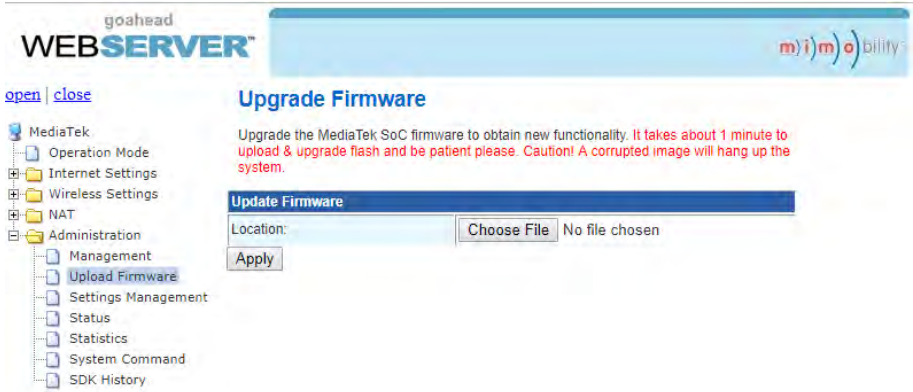 goahead
WEBSERVER™
m)i)m)o)bility
open | close
MediaTek
Operation Mode
Internet Settings
Wireless Settings
NAT
Administration
Management
Upload Firmware
Settings Management
Status
Statistics
System Command
SDK History
Upgrade Firmware
Upgrade the MediaTek SoC firmware to obtain new functionality. It takes about 1 minute to
upload & upgrade flash and be patient please. Caution! A corrupted image will hang up the
system.
Update Firmware
Location:
Choose File No file chosen
Apply